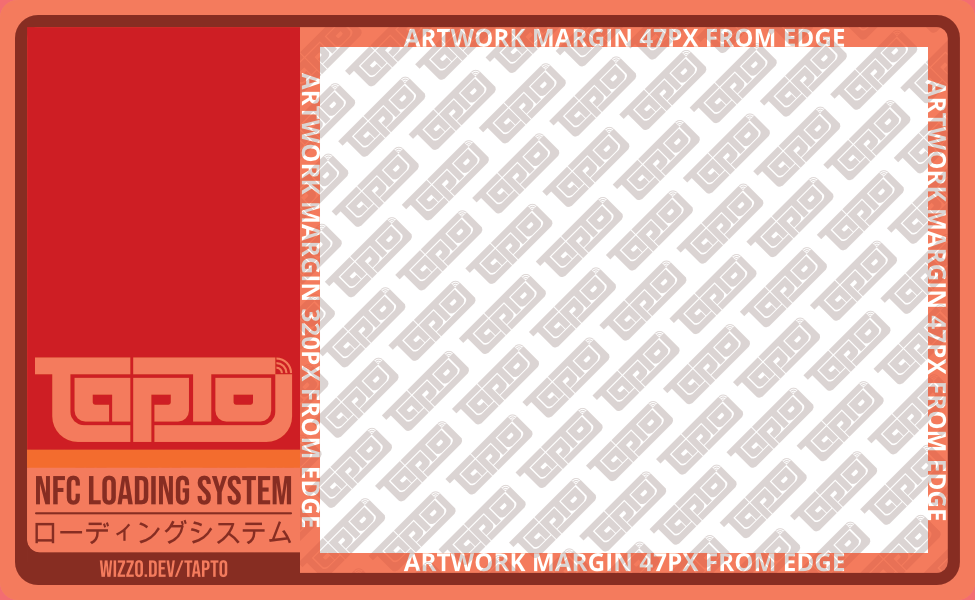 ARTWORK MARGIN 47PX FROM EDGE
ARTWORK MARGIN 320PX FROM EDGE
ARTWORK MARGIN 47PX FROM EDGE
TapTo
NFC LOADING SYSTEM
ローディングシステム
WIZZO.DEV/TAPTO
ARTWORK MARGIN 47PX FROM EDGE